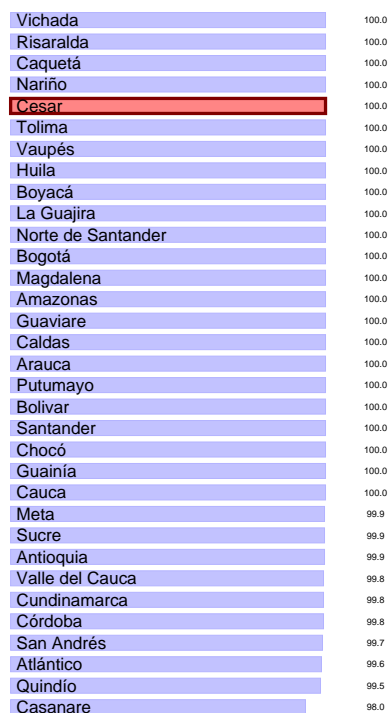 Vichada 100.0
Risaralda 100.0
Caquetá 100.0
Nariño 100.0
Cesar 100.0
Tolima 100.0
Vaupés 100.0
Huila 100.0
Boyacá 100.0
La Guajira 100.0
Norte de Santander 100.0
Bogotá 100.0
Magdalena 100.0
Amazonas 100.0
Guaviare 100.0
Caldas 100.0
Arauca 100.0
Putumayo 100.0
Bolivar 100.0
Santander 100.0
Chocó 100.0
Guainía 100.0
Cauca 100.0
Meta 99.9
Sucre 99.9
Antioquia 99.9
Valle del Cauca 99.8
Cundinamarca 99.8
Córdoba 99.8
San Andrés 99.7
Atlántico 99.6
Quindío 99.5
Casanare 98.0